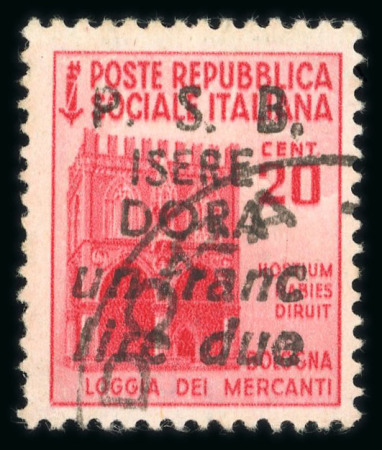 POSTE REPUBBLICA
SOCIALE ITALIANA
P. S. B.
CENT.
20
ISERE
DORA
un franc
lire due
HOSTIUM
RABIES
DIRUIT
BOLOGNA
LOGGIA DEI MERCANTI